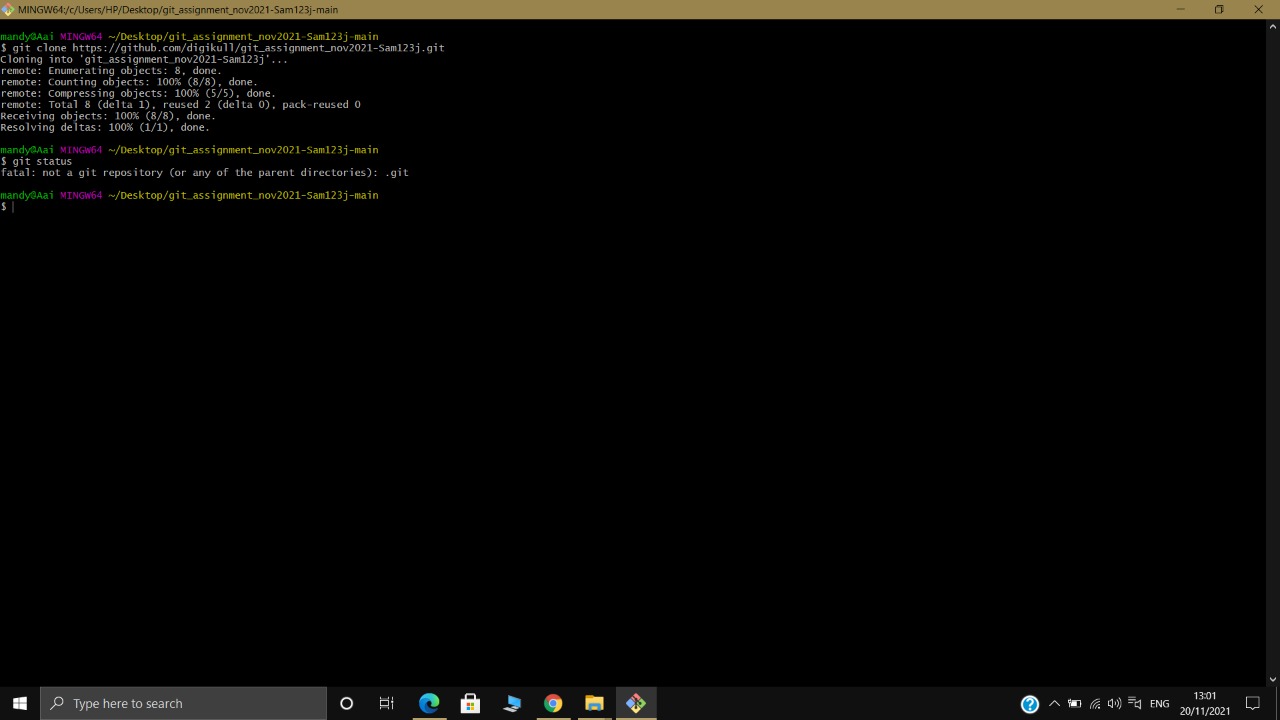 MINGW64:/c/Users/HP/Desktop/git_assignment_nov2021-Sam123j-main
mandy@Aai MINGW64 ~/Desktop/git_assignment_nov2021-Sam123j-main
$ git clone https://github.com/digikull/git_assignment_nov2021-Sam123j.git
Cloning into 'git_assignment_nov2021-Sam123j'...
remote: Enumerating objects: 8, done.
remote: Counting objects: 100% (8/8), done.
remote: Compressing objects: 100% (5/5), done.
remote: Total 8 (delta 1), reused 2 (delta 0), pack-reused 0
Receiving objects: 100% (8/8), done.
Resolving deltas: 100% (1/1), done.
mandy@Aai MINGW64 ~/Desktop/git_assignment_nov2021-Sam123j-main
$ git status
fatal: not a git repository (or any of the parent directories): .git
mandy@Aai MINGW64 ~/Desktop/git_assignment_nov2021-Sam123j-main
$
Type here to search
ENG
13:01
20/11/2021